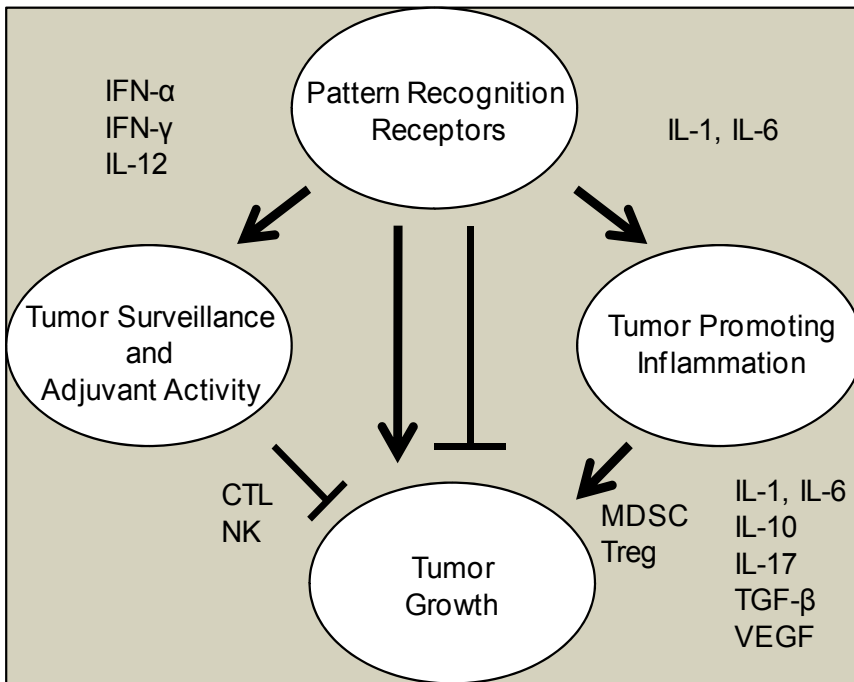 Pattern Recognition
Receptors
IFN-α
IFN-γ
IL-12
IL-1, IL-6
Tumor Surveillance
and
Adjuvant Activity
Tumor Promoting
Inflammation
CTL
NK
Tumor
Growth
MDSC
Treg
IL-1, IL-6
IL-10
IL-17
TGF-β
VEGF